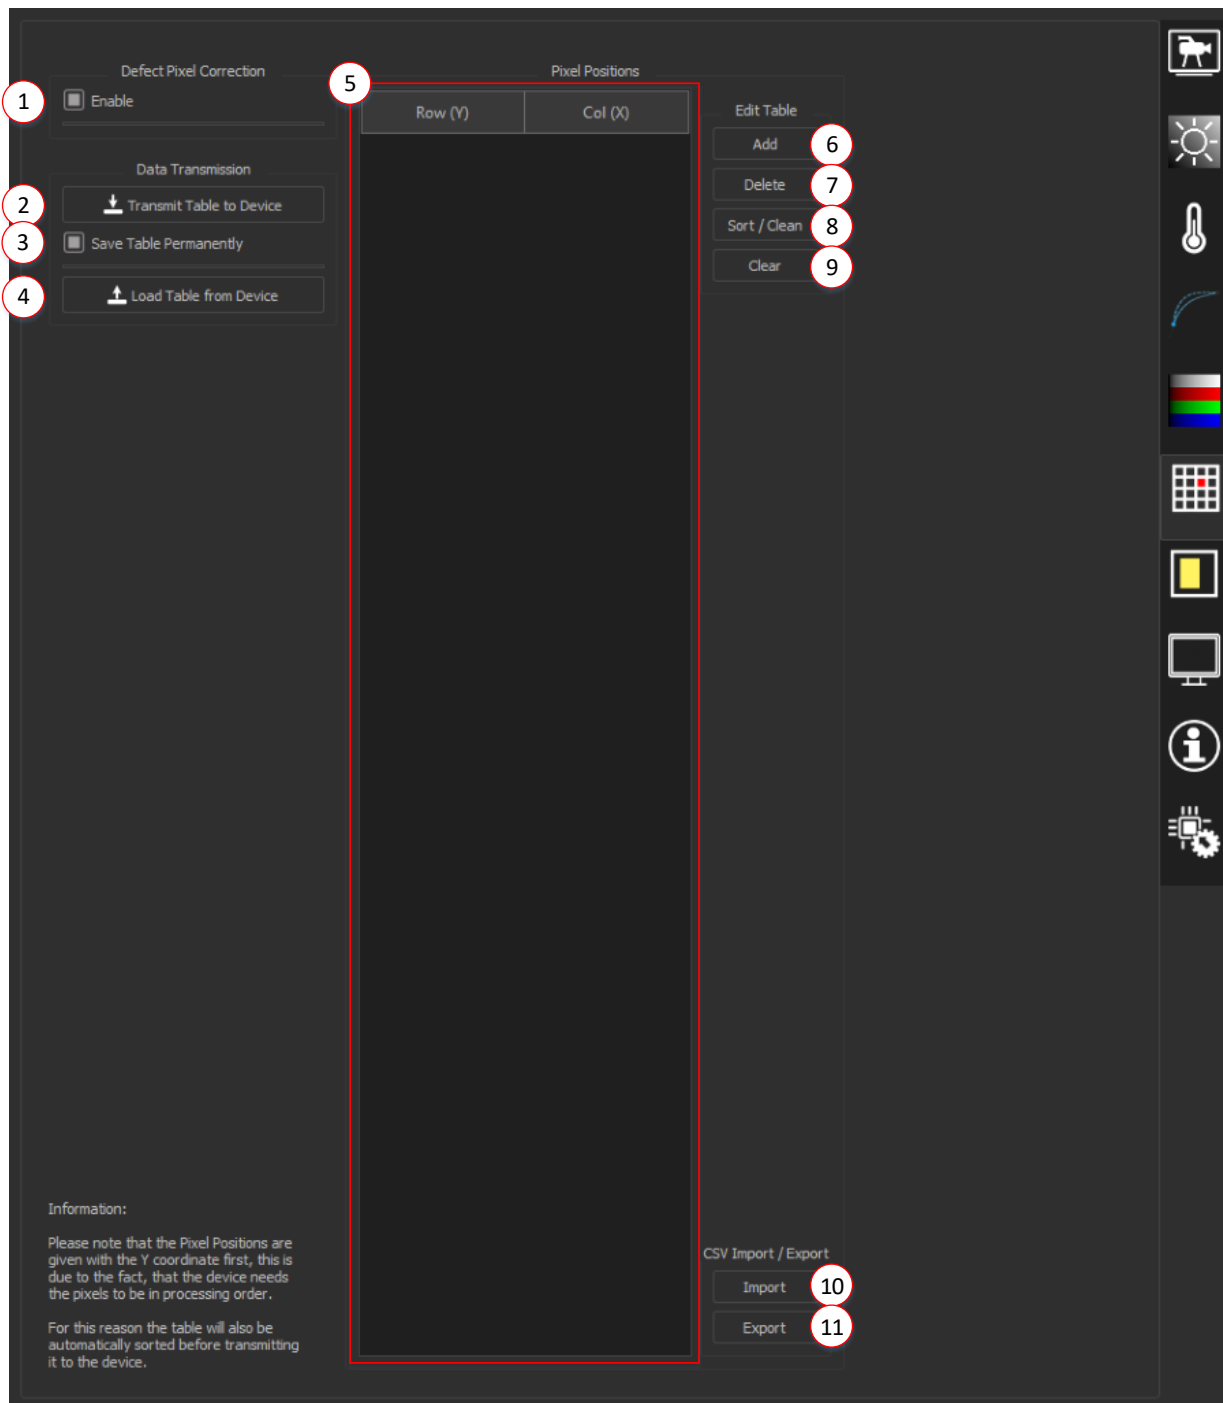 Defect Pixel Correction
1
Enable
Data Transmission
2
Transmit Table to Device
3
Save Table Permanently
4
Load Table from Device
Pixel Positions
5
Row (Y) Col (X)
Edit Table
Add 6
Delete 7
Sort / Clean 8
Clear 9
Information:
Please note that the Pixel Positions are
given with the Y coordinate first, this is
due to the fact, that the device needs
the pixels to be in processing order.
For this reason the table will also be
automatically sorted before transmitting
it to the device.
CSV Import / Export
Import 10
Export 11